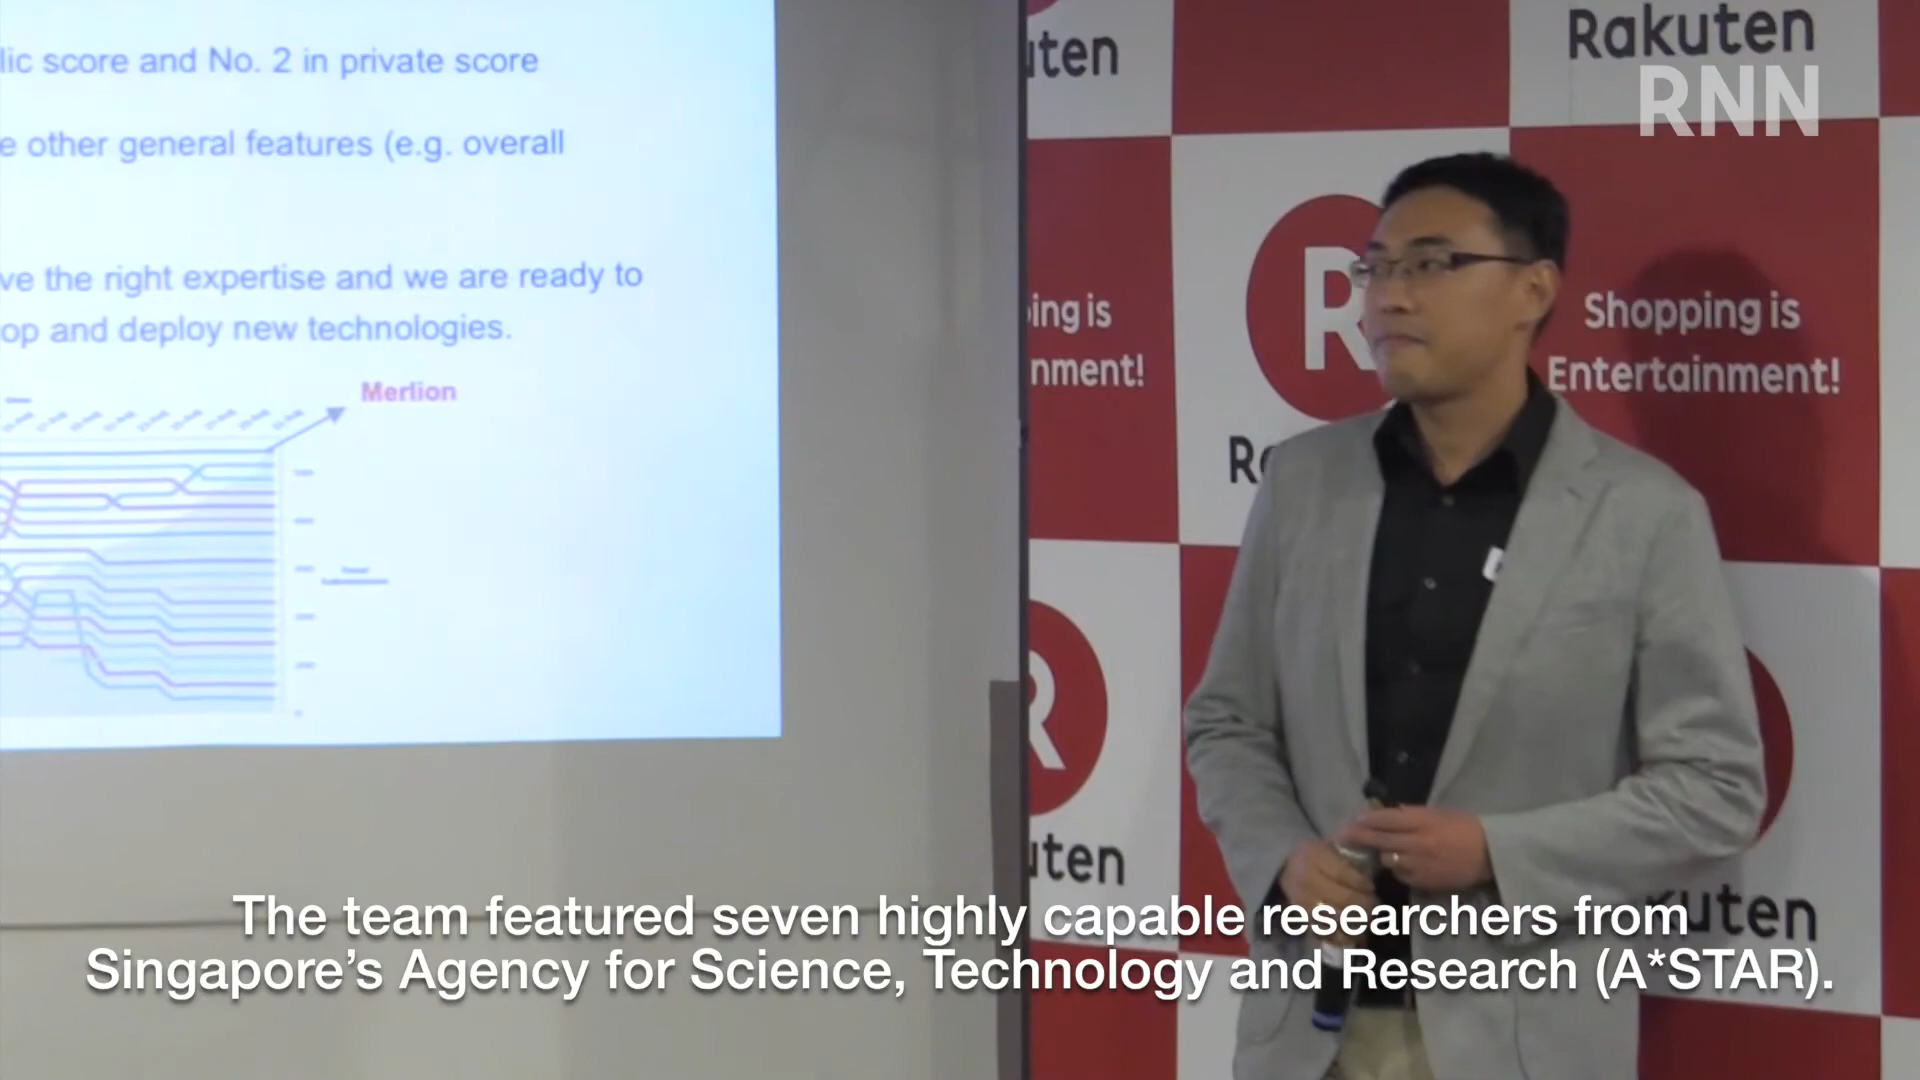 lic score and No. 2 in private score
e other general features (e.g. overall
ve the right expertise and we are ready to
op and deploy new technologies.
Merlion
uten
Rakuten
RNN
R
ing is
nment!
Shopping is
Entertainment!
R
uten
kuten
The team featured seven highly capable researchers from
Singapore's Agency for Science, Technology and Research (A*STAR).